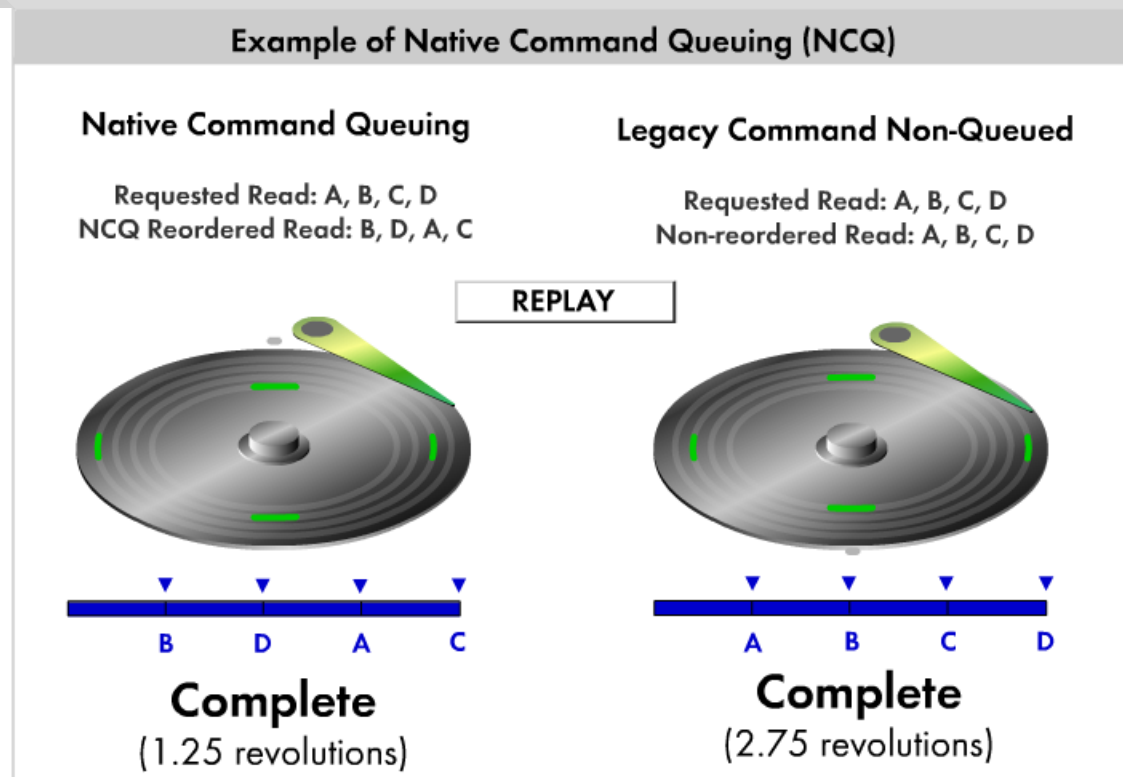 Example of Native Command Queuing (NCQ)
Native Command Queuing
Requested Read: A, B, C, D
NCQ Reordered Read: B, D, A, C
Legacy Command Non-Queued
Requested Read: A, B, C, D
Non-reordered Read: A, B, C, D
REPLAY
B D A C
Complete
(1.25 revolutions)
A B C D
Complete
(2.75 revolutions)